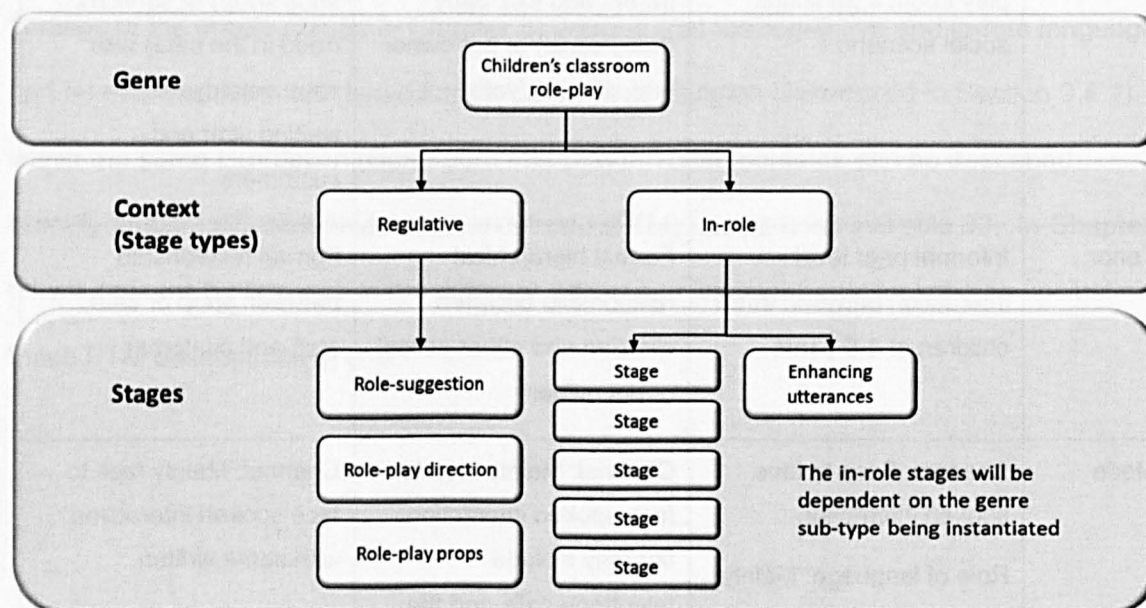 Genre
Children's classroom
role-play
Context
(Stage types)
Regulative
In-role
Stages
Role-suggestion
Role-play direction
Role-play props
Stage
Stage
Stage
Stage
Stage
Enhancing
utterances
The in-role stages will be
dependent on the genre
sub-type being instantiated